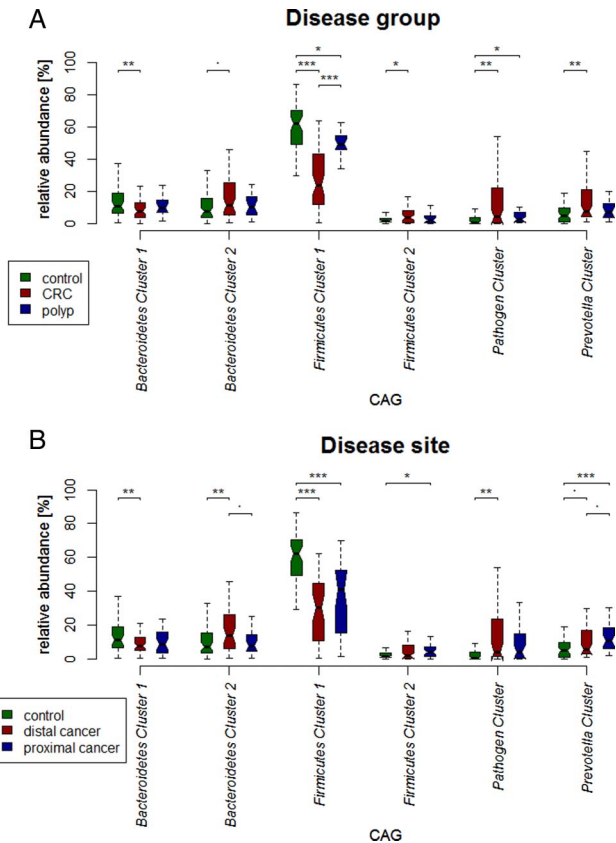 A
Disease group
* *
** . *** * ** **
***
relative abundance [%]
100
80
60
40
20
0
control
CRC
polyp
Bacteroidetes Cluster 1
Bacteroidetes Cluster 2
Firmicutes Cluster 1
Firmicutes Cluster 2
Pathogen Cluster
Prevotella Cluster
CAG
B
Disease site
*** * ***
** ** *** ** .
. .
relative abundance [%]
100
80
60
40
20
0
control
distal cancer
proximal cancer
Bacteroidetes Cluster 1
Bacteroidetes Cluster 2
Firmicutes Cluster 1
Firmicutes Cluster 2
Pathogen Cluster
Prevotella Cluster
CAG